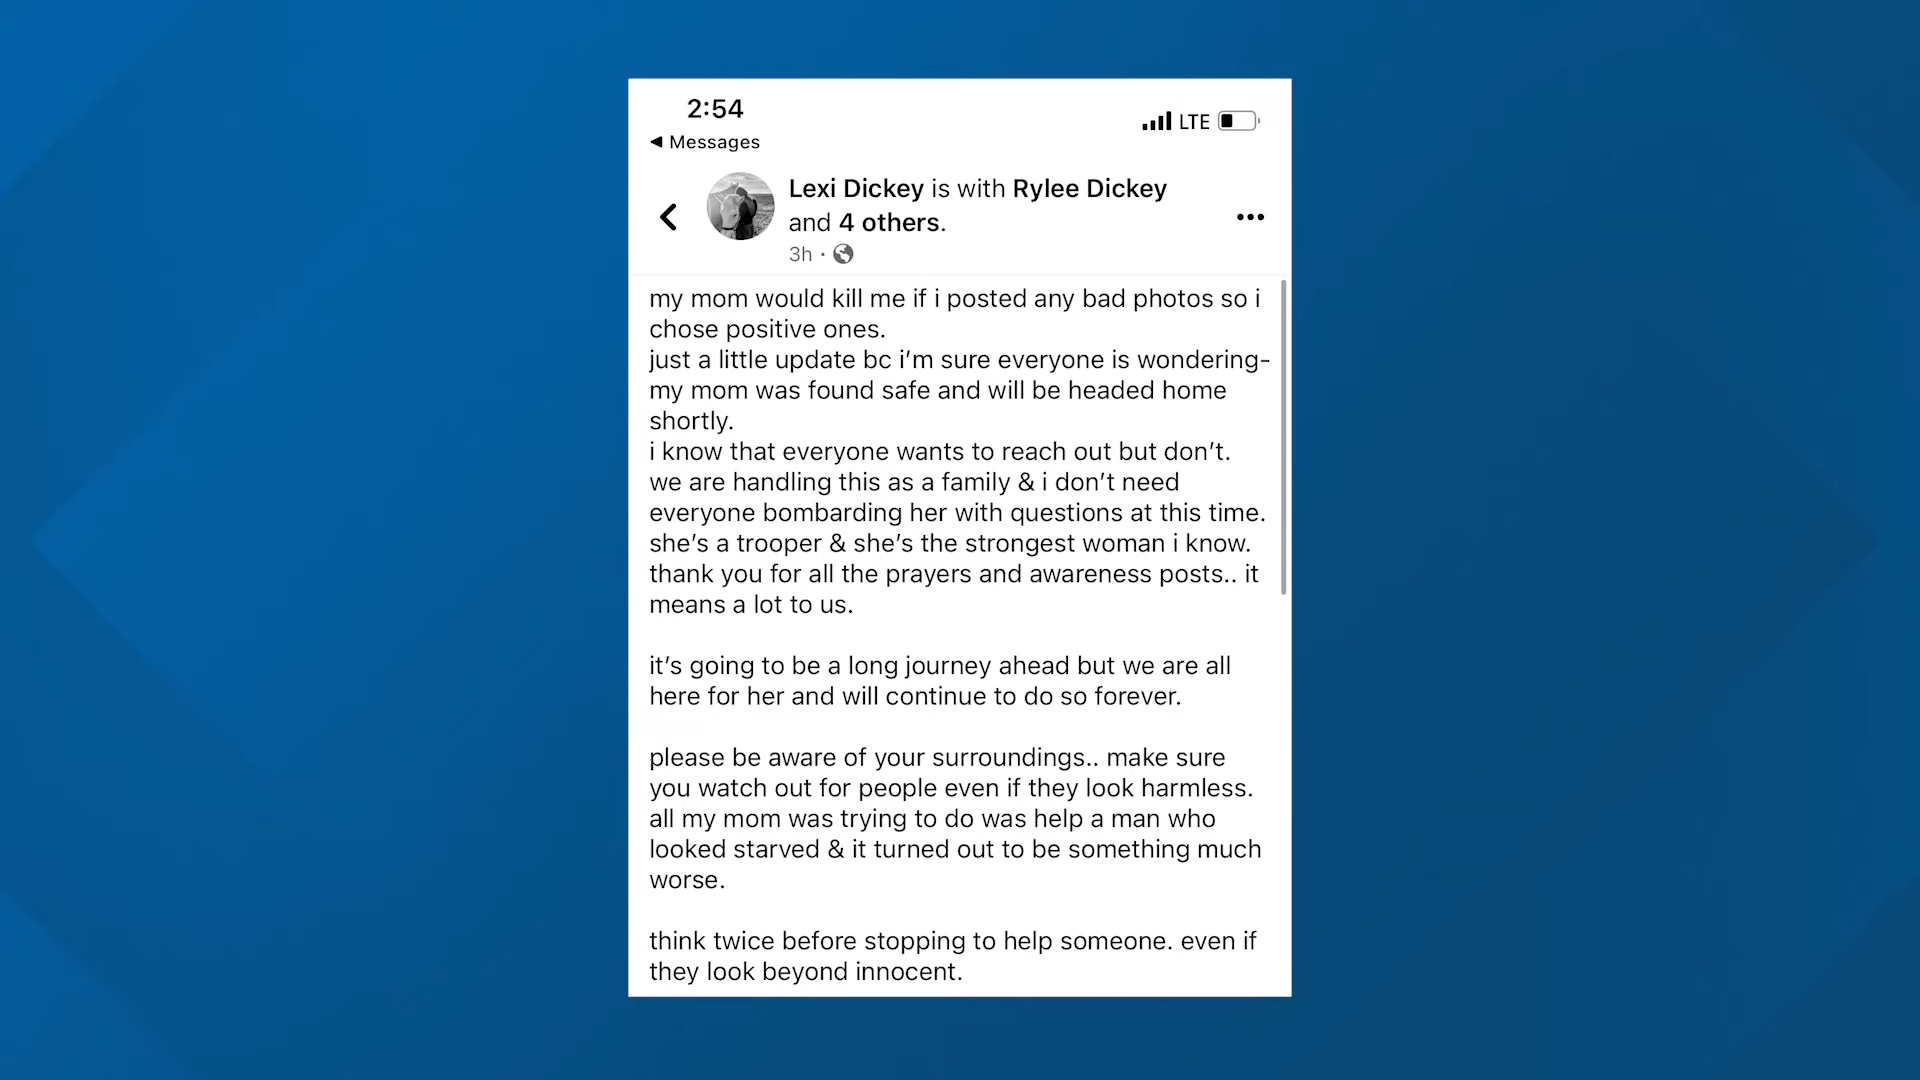 2:54
LTE
◀ Messages
Lexi Dickey is with Rylee Dickey
and 4 others.
3h ·
my mom would kill me if i posted any bad photos so i
chose positive ones.
just a little update bc i’m sure everyone is wondering-
my mom was found safe and will be headed home
shortly.
i know that everyone wants to reach out but don’t.
we are handling this as a family & i don’t need
everyone bombarding her with questions at this time.
she’s a trooper & she’s the strongest woman i know.
thank you for all the prayers and awareness posts.. it
means a lot to us.
it’s going to be a long journey ahead but we are all
here for her and will continue to do so forever.
please be aware of your surroundings.. make sure
you watch out for people even if they look harmless.
all my mom was trying to do was help a man who
looked starved & it turned out to be something much
worse.
think twice before stopping to help someone. even if
they look beyond innocent.